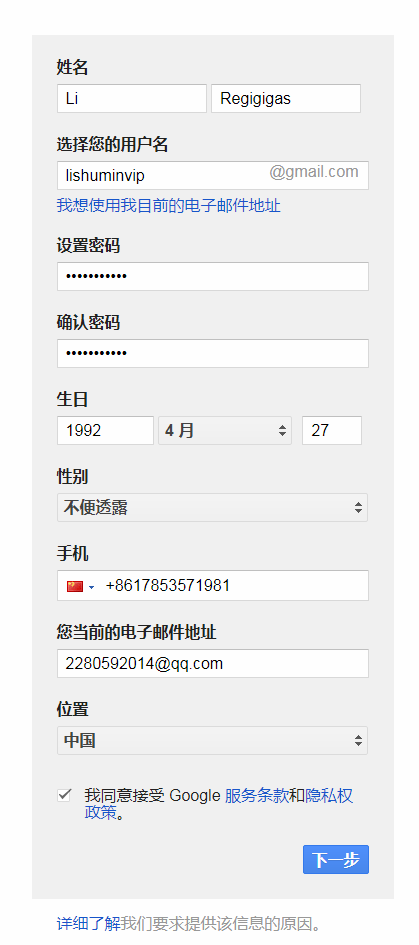 姓名
Li Regigigas
选择您的用户名
lishuminvip @gmail.com
我想使用我目前的电子邮件地址
设置密码
•••••••••••
确认密码
•••••••••••
生日
1992 4 月 27
性别
不便透露
手机
+8617853571981
您当前的电子邮件地址
2280592014@qq.com
位置
中国
我同意接受 Google 服务条款和隐私权
政策。
下一步
详细了解我们要求提供该信息的原因。